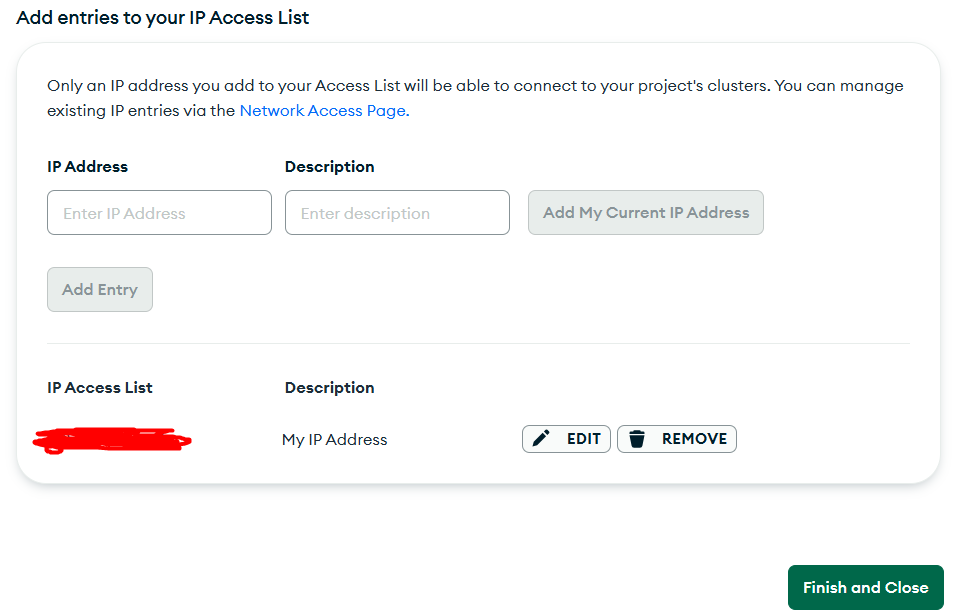 Add entries to your IP Access List
Only an IP address you add to your Access List will be able to connect to your project's clusters. You can manage
existing IP entries via the Network Access Page.
IP Address
Description
Enter IP Address
Enter description
Add My Current IP Address
Add Entry
IP Access List
Description
My IP Address
EDIT
REMOVE
Finish and Close